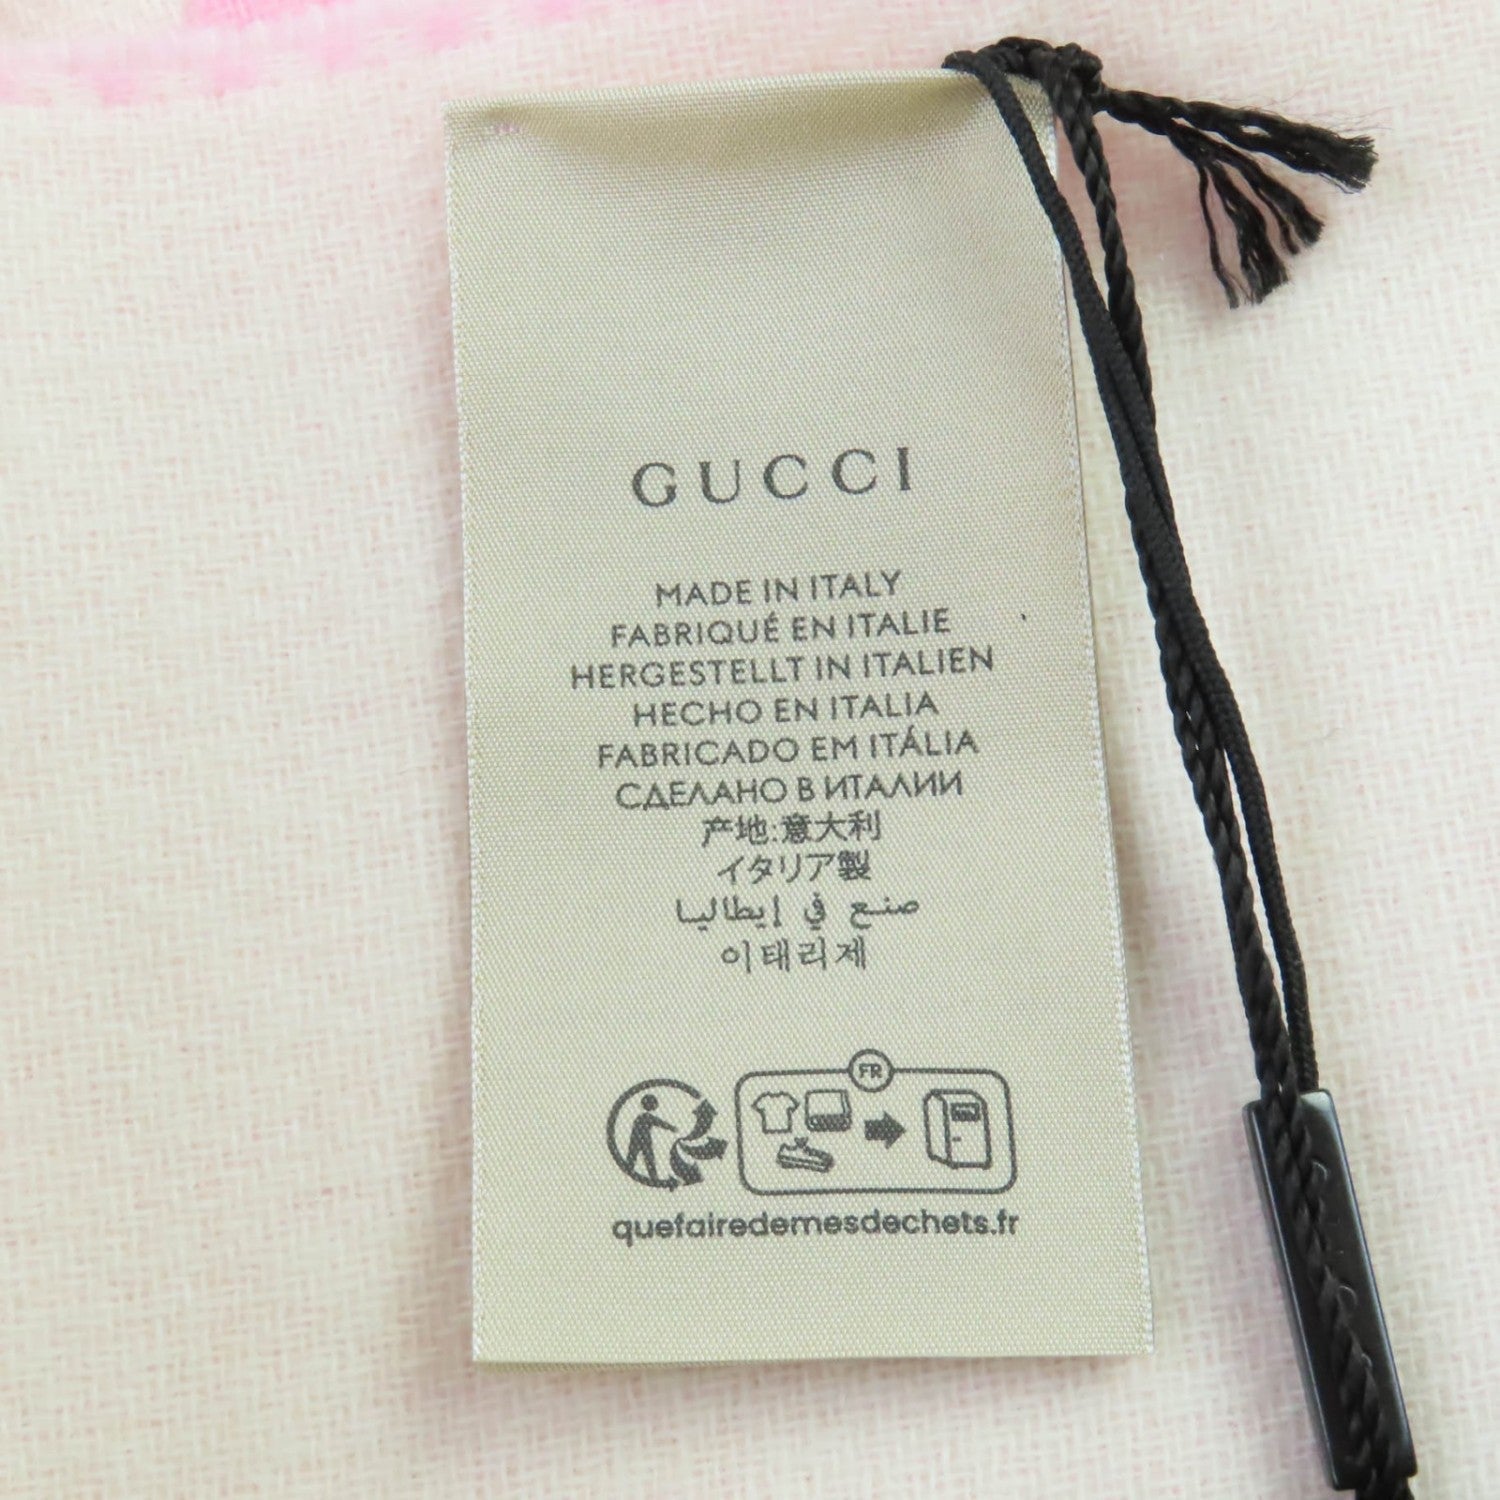 GUCCI
MADE IN ITALY
FABRIQUÉ EN ITALIE
HERGESTELLT IN ITALIEN
HECHO EN ITALIA
FABRICADO EM ITÁLIA
СДЕЛАНО В ИТАЛИИ
产地:意大利
イタリア製
صنع في إيطاليا
이태리제
FR
quefairedemesdechets.fr